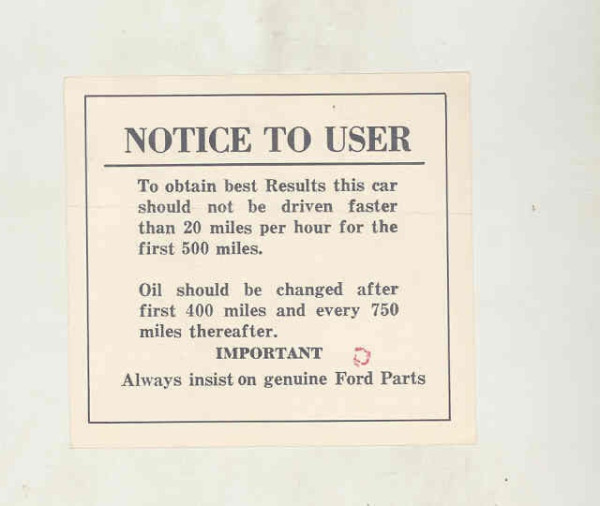 NOTICE TO USER
To obtain best Results this car
should not be driven faster
than 20 miles per hour for the
first 500 miles.
Oil should be changed after
first 400 miles and every 750
miles thereafter.
IMPORTANT
Always insist on genuine Ford Parts